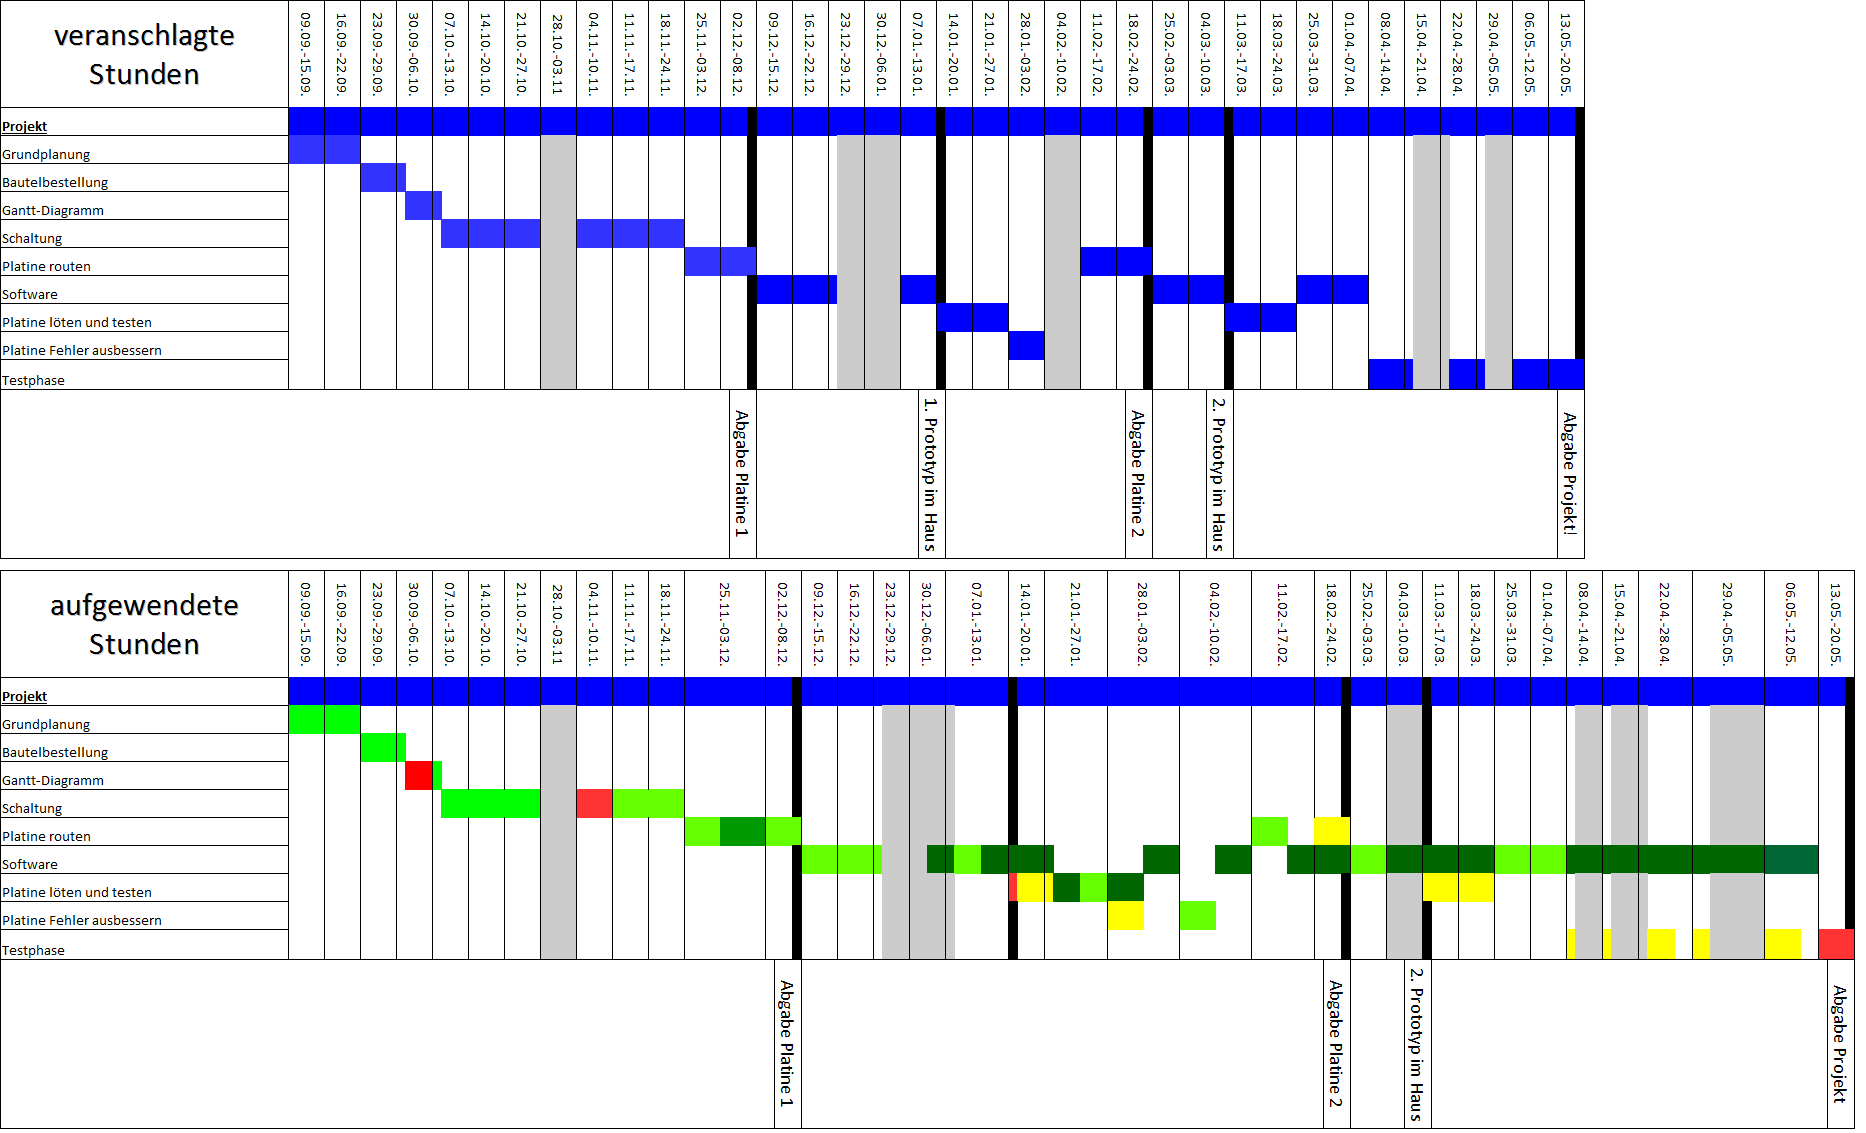 veranschlagte
Stunden
09.09.-15.09.
16.09.-22.09.
23.09.-29.09.
30.09.-06.10.
07.10.-13.10.
14.10.-20.10.
21.10.-27.10.
28.10.-03.11
04.11.-10.11.
11.11.-17.11.
18.11.-24.11.
25.11.-03.12.
02.12.-08.12.
09.12.-15.12.
16.12.-22.12.
23.12.-29.12.
30.12.-06.01.
07.01.-13.01.
14.01.-20.01.
21.01.-27.01.
28.01.-03.02.
04.02.-10.02.
11.02.-17.02.
18.02.-24.02.
25.02.-03.03.
04.03.-10.03.
11.03.-17.03.
18.03.-24.03.
25.03.-31.03.
01.04.-07.04.
08.04.-14.04.
15.04.-21.04.
22.04.-28.04.
29.04.-05.05.
06.05.-12.05.
13.05.-20.05.
Projekt
Grundplanung
Bautelbestellung
Gantt-Diagramm
Schaltung
Platine routen
Software
Platine löten und testen
Platine Fehler ausbessern
Testphase
Abgabe Platine 1
1. Prototyp im Haus
Abgabe Platine 2
2. Prototyp im Haus
Abgabe Projekt!
aufgewendete
Stunden
09.09.-15.09.
16.09.-22.09.
23.09.-29.09.
30.09.-06.10.
07.10.-13.10.
14.10.-20.10.
21.10.-27.10.
28.10.-03.11
04.11.-10.11.
11.11.-17.11.
18.11.-24.11.
25.11.-03.12.
02.12.-08.12.
09.12.-15.12.
16.12.-22.12.
23.12.-29.12.
30.12.-06.01.
07.01.-13.01.
14.01.-20.01.
21.01.-27.01.
28.01.-03.02.
04.02.-10.02.
11.02.-17.02.
18.02.-24.02.
25.02.-03.03.
04.03.-10.03.
11.03.-17.03.
18.03.-24.03.
25.03.-31.03.
01.04.-07.04.
08.04.-14.04.
15.04.-21.04.
22.04.-28.04.
29.04.-05.05.
06.05.-12.05.
13.05.-20.05.
Projekt
Grundplanung
Bautelbestellung
Gantt-Diagramm
Schaltung
Platine routen
Software
Platine löten und testen
Platine Fehler ausbessern
Testphase
Abgabe Platine 1
Abgabe Platine 2
2. Prototyp im Haus
Abgabe Projekt